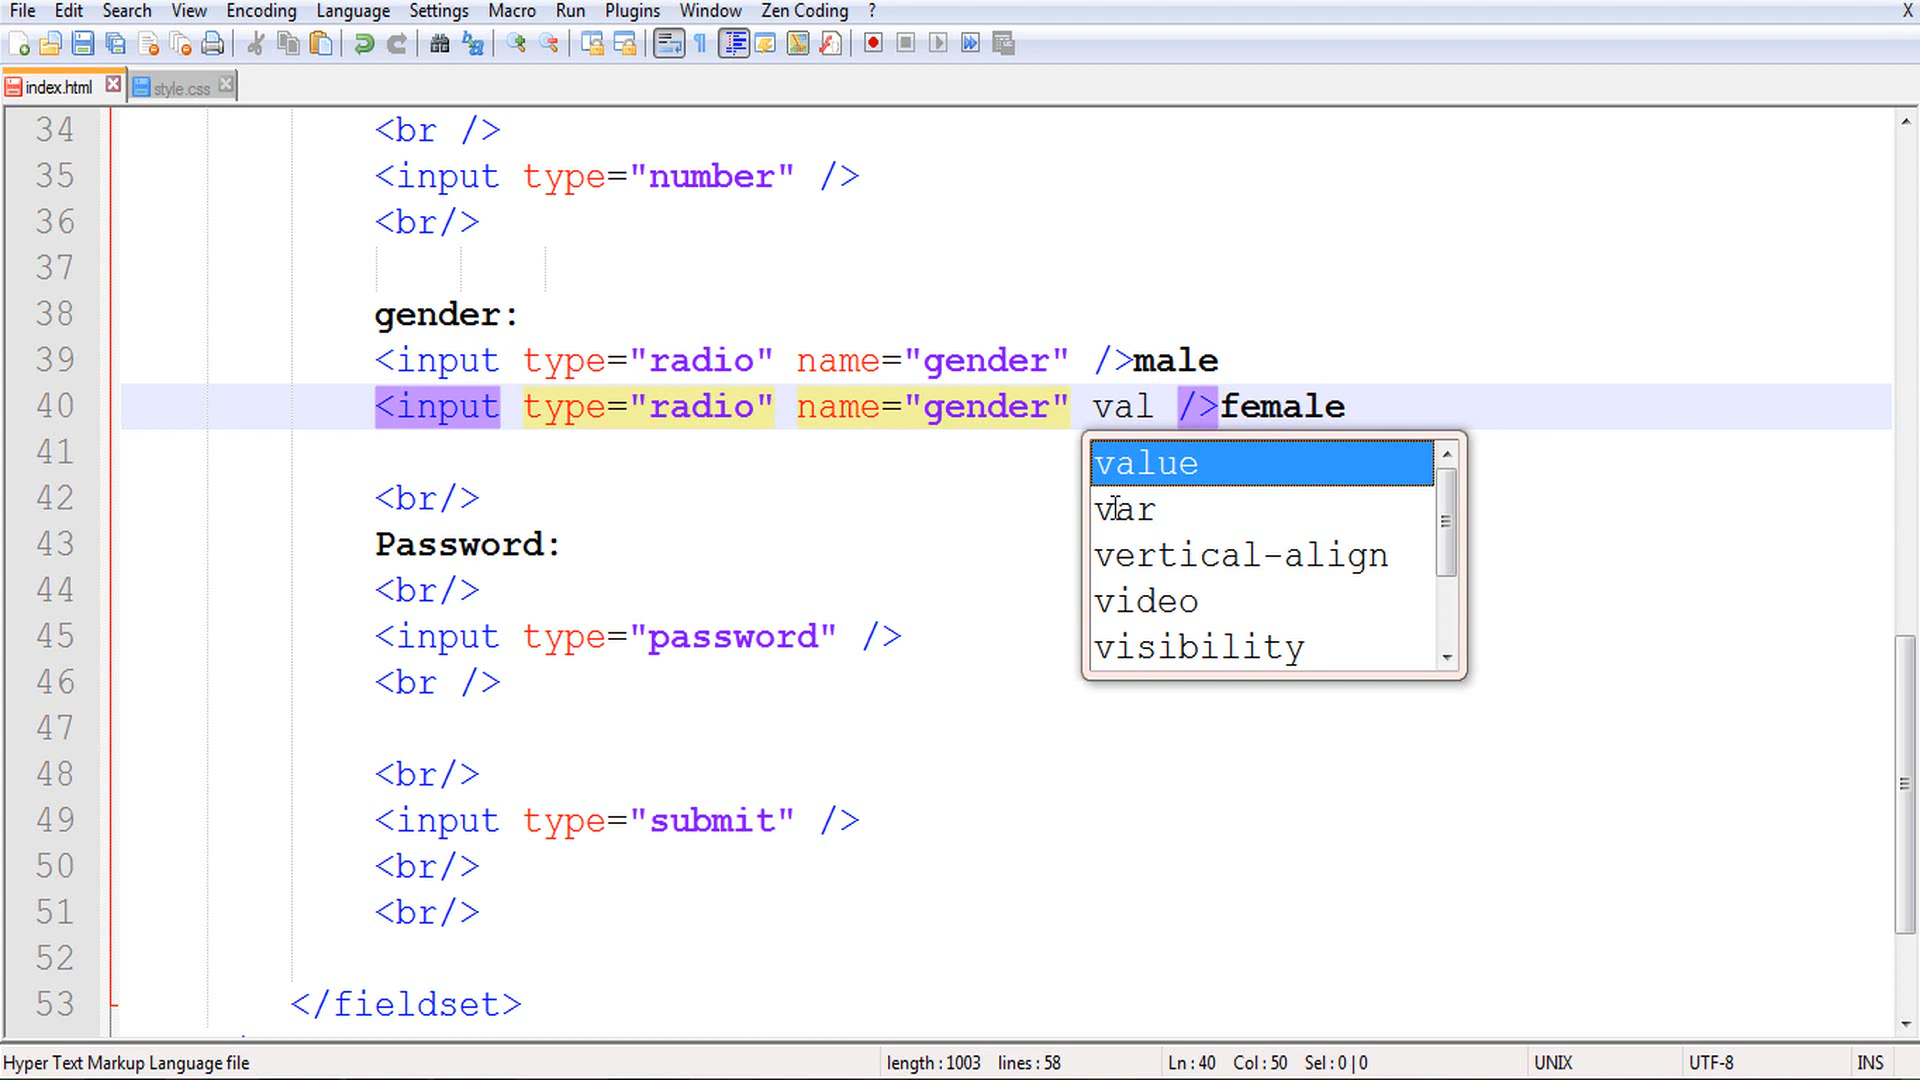 File Edit Search View Encoding Language Settings Macro Run Plugins Window Zen Coding ? X
index.html style.css
34 <br />
35 <input type="number" />
36 <br/>
37
38 gender:
39 <input type="radio" name="gender" />male
40 <input type="radio" name="gender" val />female
41
value
42 <br/>
var
43 Password:
vertical-align
44 <br/>
video
45 <input type="password" />
visibility
46 <br />
47
48 <br/>
49 <input type="submit" />
50 <br/>
51 <br/>
52
53 </fieldset>
Hyper Text Markup Language file length : 1003 lines : 58 Ln : 40 Col : 50 Sel : 0 | 0 UNIX UTF-8 INS